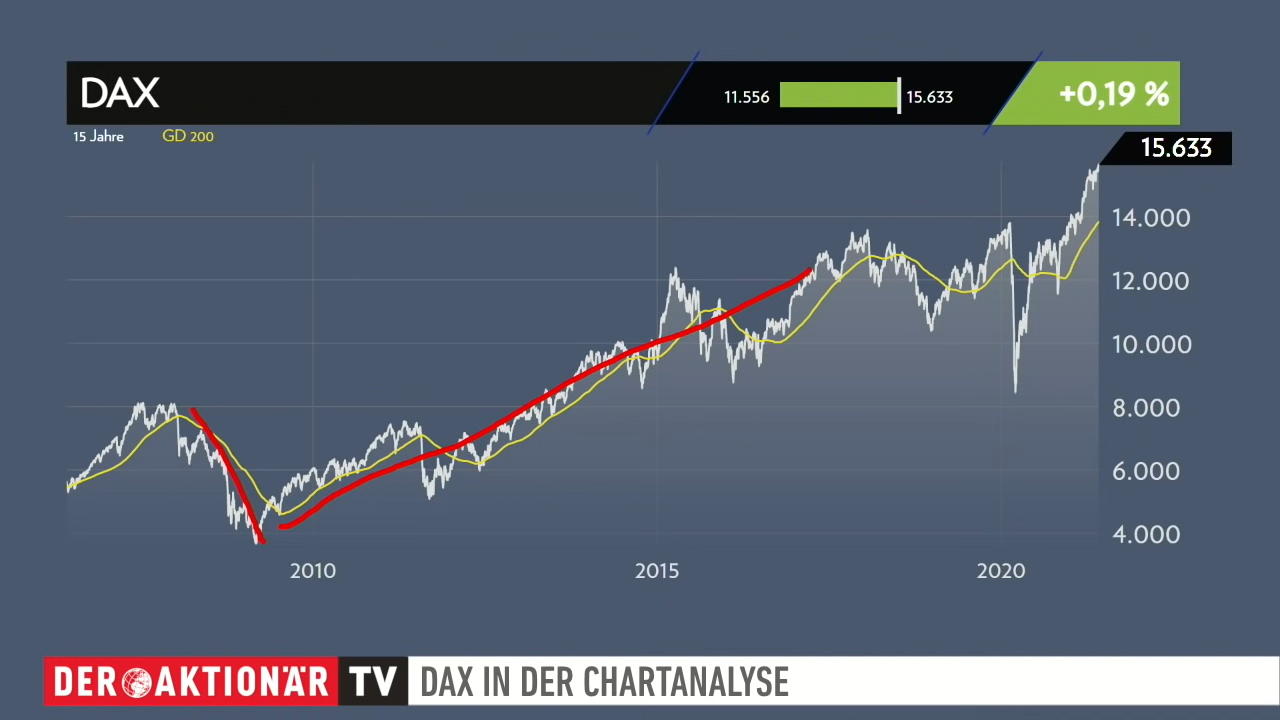 DAX
11.556
15.633
+0,19 %
15 Jahre
GD 200
15.633
14.000
12.000
10.000
8.000
6.000
4.000
2010
2015
2020
DER AKTIONÄR TV
DAX IN DER CHARTANALYSE